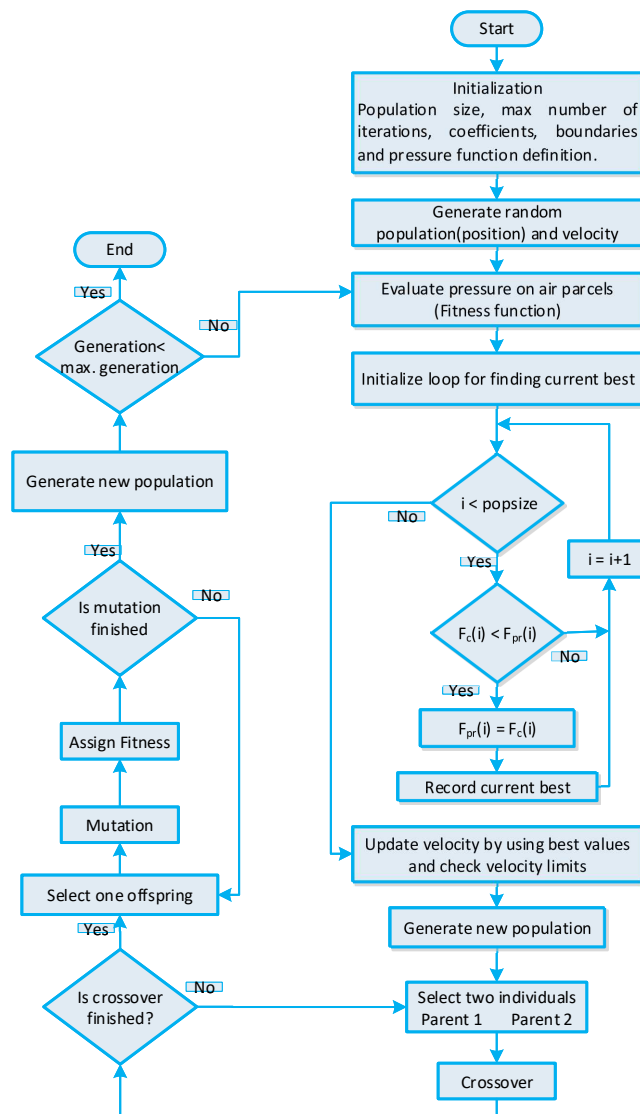 Start
Initialization
Population size, max number of
iterations, coefficients, boundaries
and pressure function definition.
Generate random
population(position) and velocity
Evaluate pressure on air parcels
(Fitness function)
Initialize loop for finding current best
i < popsize
No
Yes
i = i+1
Fc(i) < Fpr(i)
No
Yes
Fpr(i) = Fc(i)
Record current best
Update velocity by using best values
and check velocity limits
Generate new population
Select two individuals
Parent 1 Parent 2
Crossover
Is crossover
finished?
No
Yes
Select one offspring
Mutation
Assign Fitness
Is mutation
finished
No
Yes
Generate new population
Generation<
max. generation
No
Yes
End